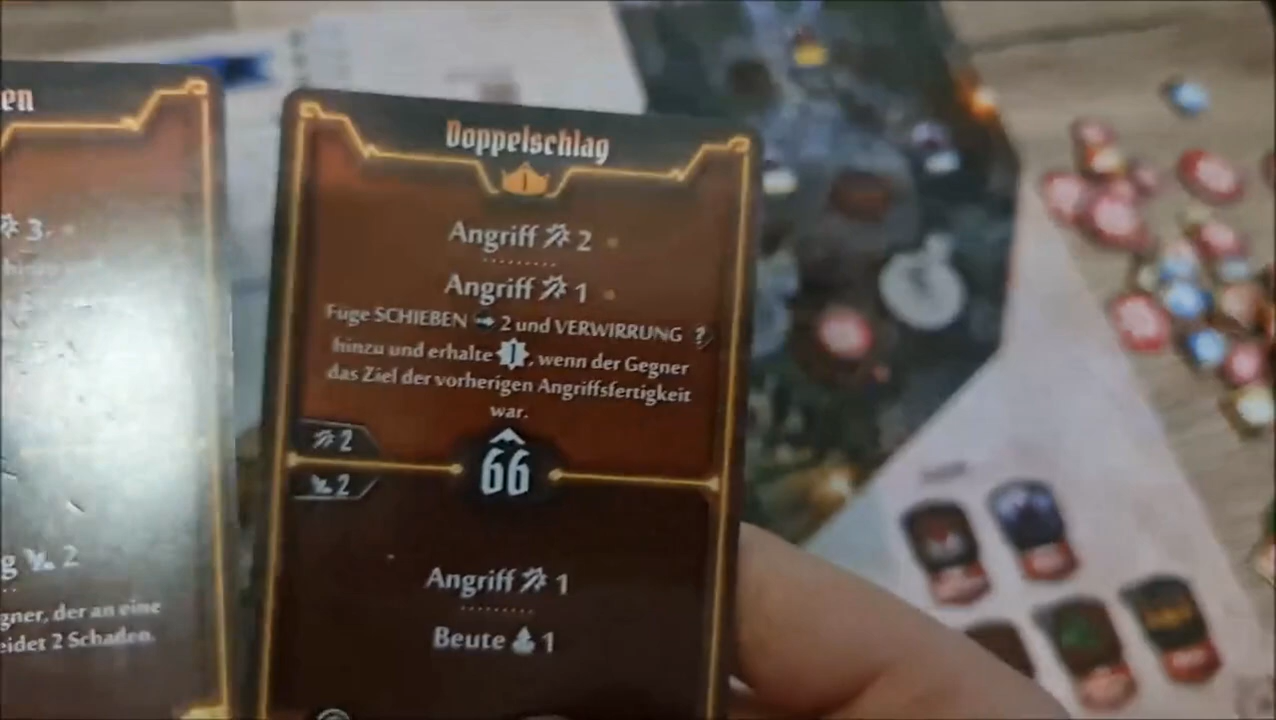 en
3
g 2
gner, der an eine
eidet 2 Schaden.
Doppelschlag
1
Angriff 2
Angriff 1
Füge SCHIEBEN 2 und VERWIRRUNG
hinzu und erhalte 1, wenn der Gegner
das Ziel der vorherigen Angriffsfertigkeit
war.
2
66
2
Angriff 1
Beute 1